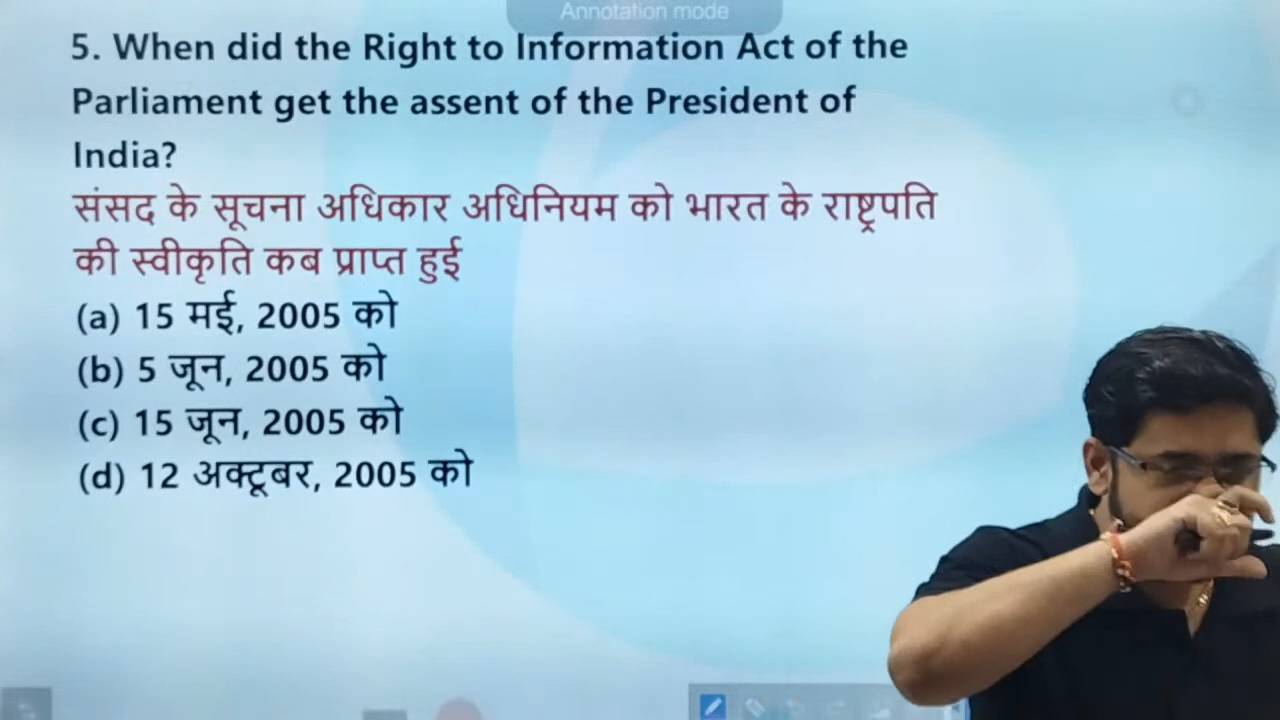 Annotation mode
5. When did the Right to Information Act of the
Parliament get the assent of the President of
India?
संसद के सूचना अधिकार अधिनियम को भारत के राष्ट्रपति
की स्वीकृति कब प्राप्त हुई
(a) 15 मई, 2005 को
(b) 5 जून, 2005 को
(c) 15 जून, 2005 को
(d) 12 अक्टूबर, 2005 को